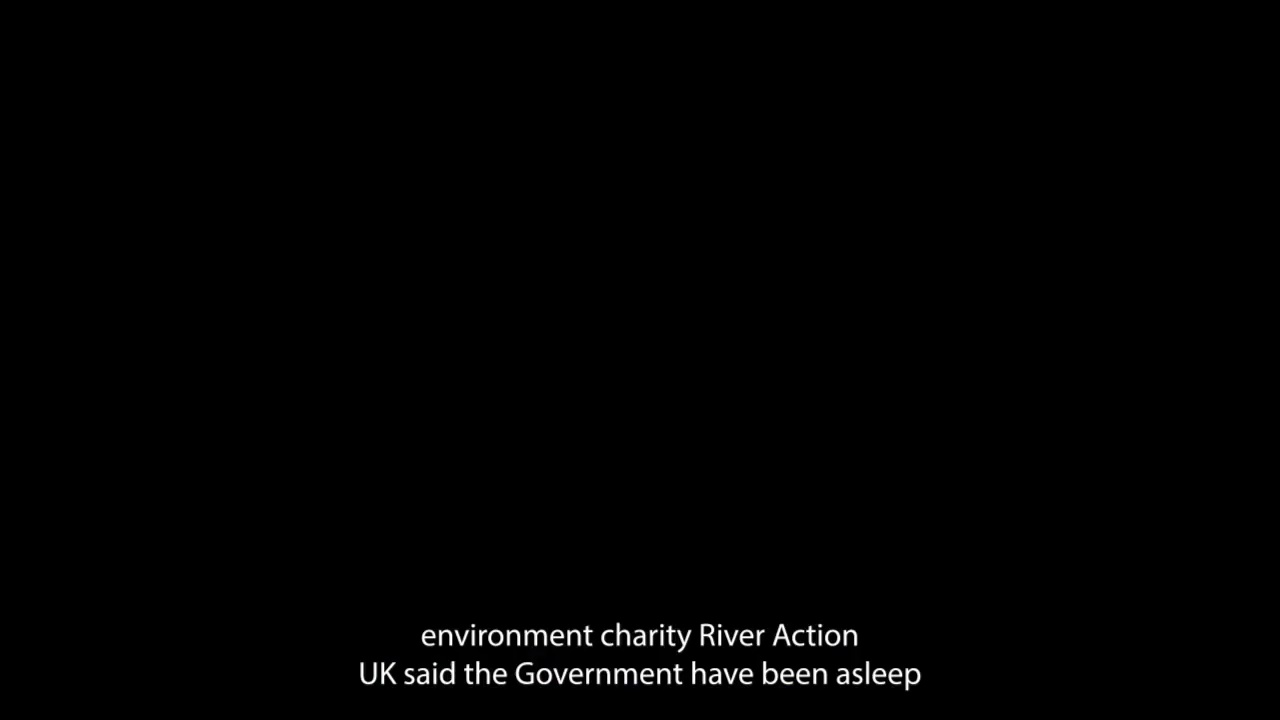 environment charity River Action
UK said the Government have been asleep